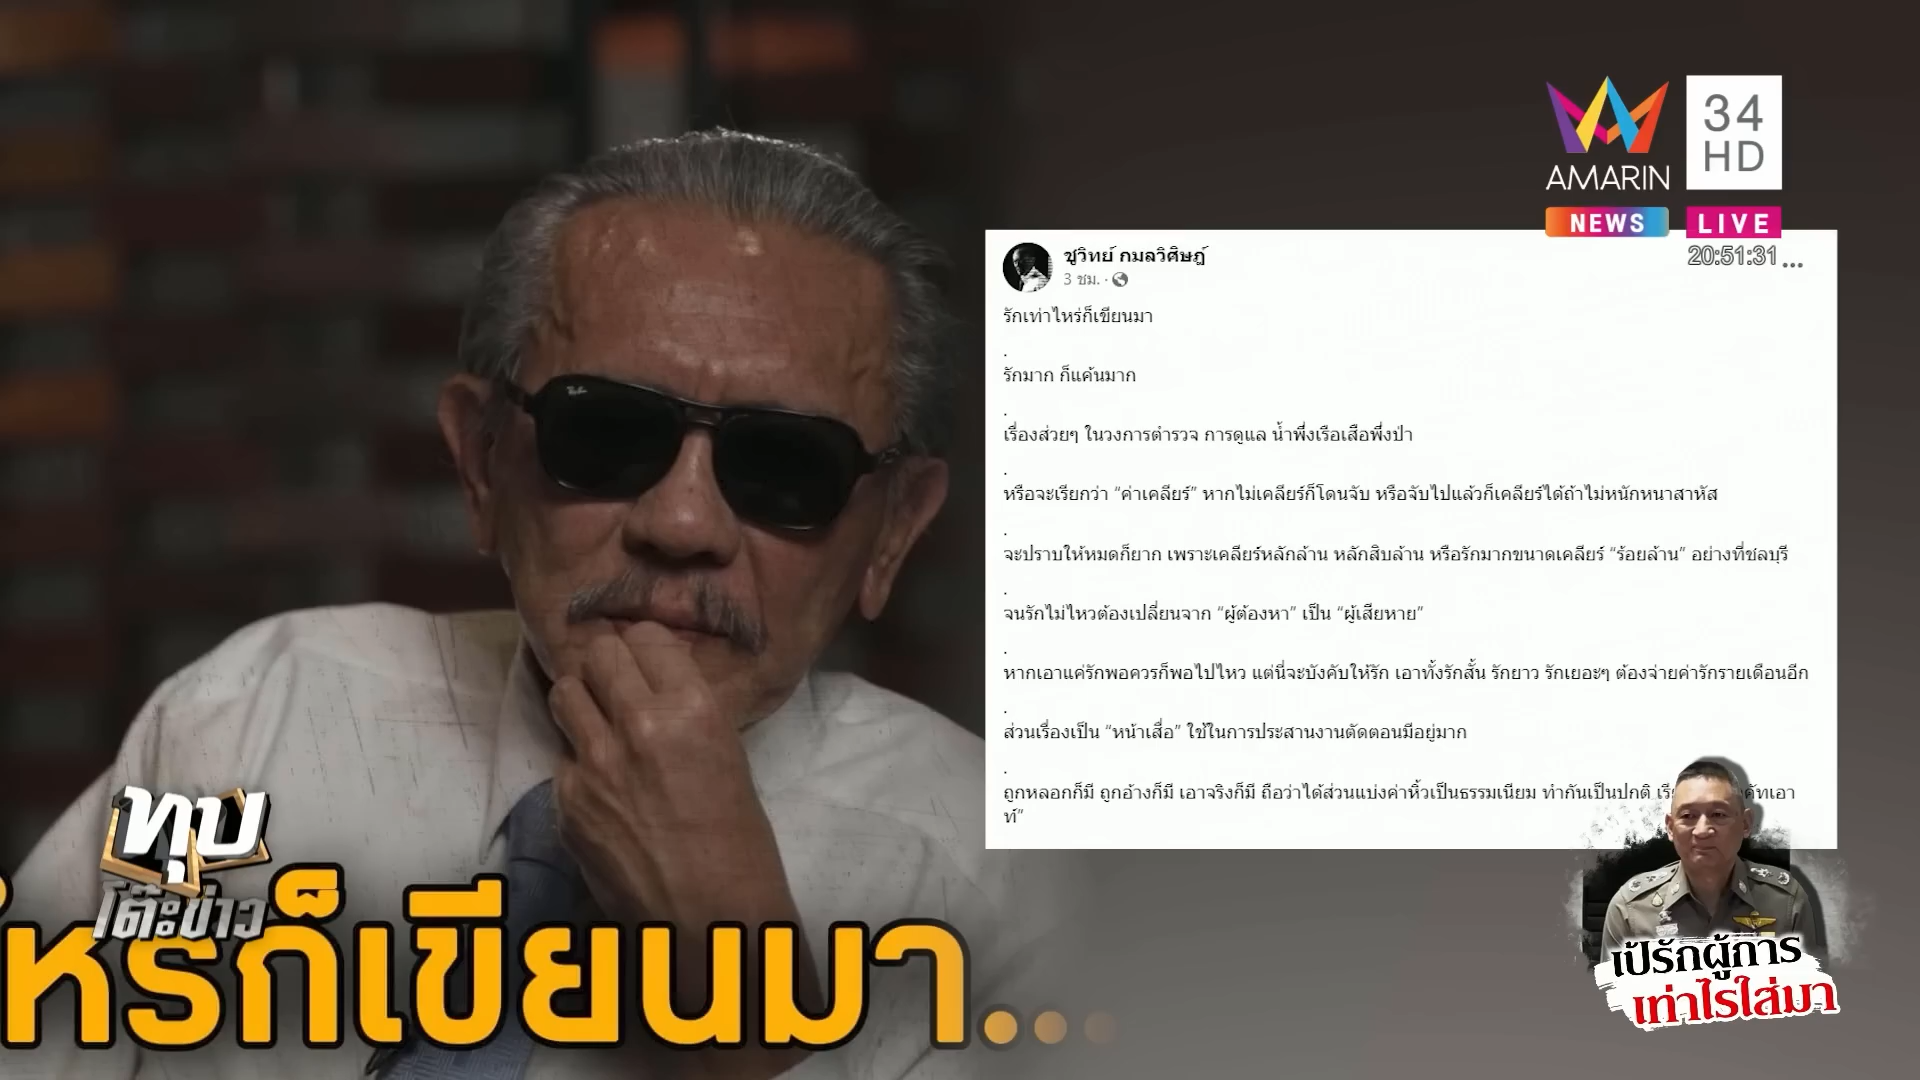 AMARIN
34
HD
NEWS
LIVE
20:51:31
ชูวิทย์ กมลวิศิษฎ์
3 ชม.
รักเท่าไหร่ก็เขียนมา
.
รักมาก ก็แค้นมาก
.
เรื่องส่วยๆ ในวงการตำรวจ การดูแล น้ำพึ่งเรือเสือพึ่งป่า
.
หรือจะเรียกว่า “ค่าเคลียร์” หากไม่เคลียร์ก็โดนจับ หรือจับไปแล้วก็เคลียร์ได้ถ้าไม่หนักหนาสาหัส
.
จะปราบให้หมดก็ยาก เพราะเคลียร์หลักล้าน หลักสิบล้าน หรือรักมากขนาดเคลียร์ “ร้อยล้าน” อย่างที่ชลบุรี
.
จนรักไม่ไหวต้องเปลี่ยนจาก “ผู้ต้องหา” เป็น “ผู้เสียหาย”
.
หากเอาแค่รักพอควรก็พอไปไหว แต่นี่จะบังคับให้รัก เอาทั้งรักสั้น รักยาว รักเยอะๆ ต้องจ่ายค่ารักรายเดือนอีก
.
ส่วนเรื่องเป็น “หน้าเสื่อ” ใช้ในการประสานงานตัดตอนมีอยู่มาก
.
ถูกหลอกก็มี ถูกอ้างก็มี เอาจริงก็มี ถือว่าได้ส่วนแบ่งค่าหิ้วเป็นธรรมเนียม ทำกันเป็นปกติ คัทเอา
ท์”
ทุบ
โต๊ะข่าว
หร่ก็เขียนมา...
เป้รักผู้การ
เท่าไรใส่มา